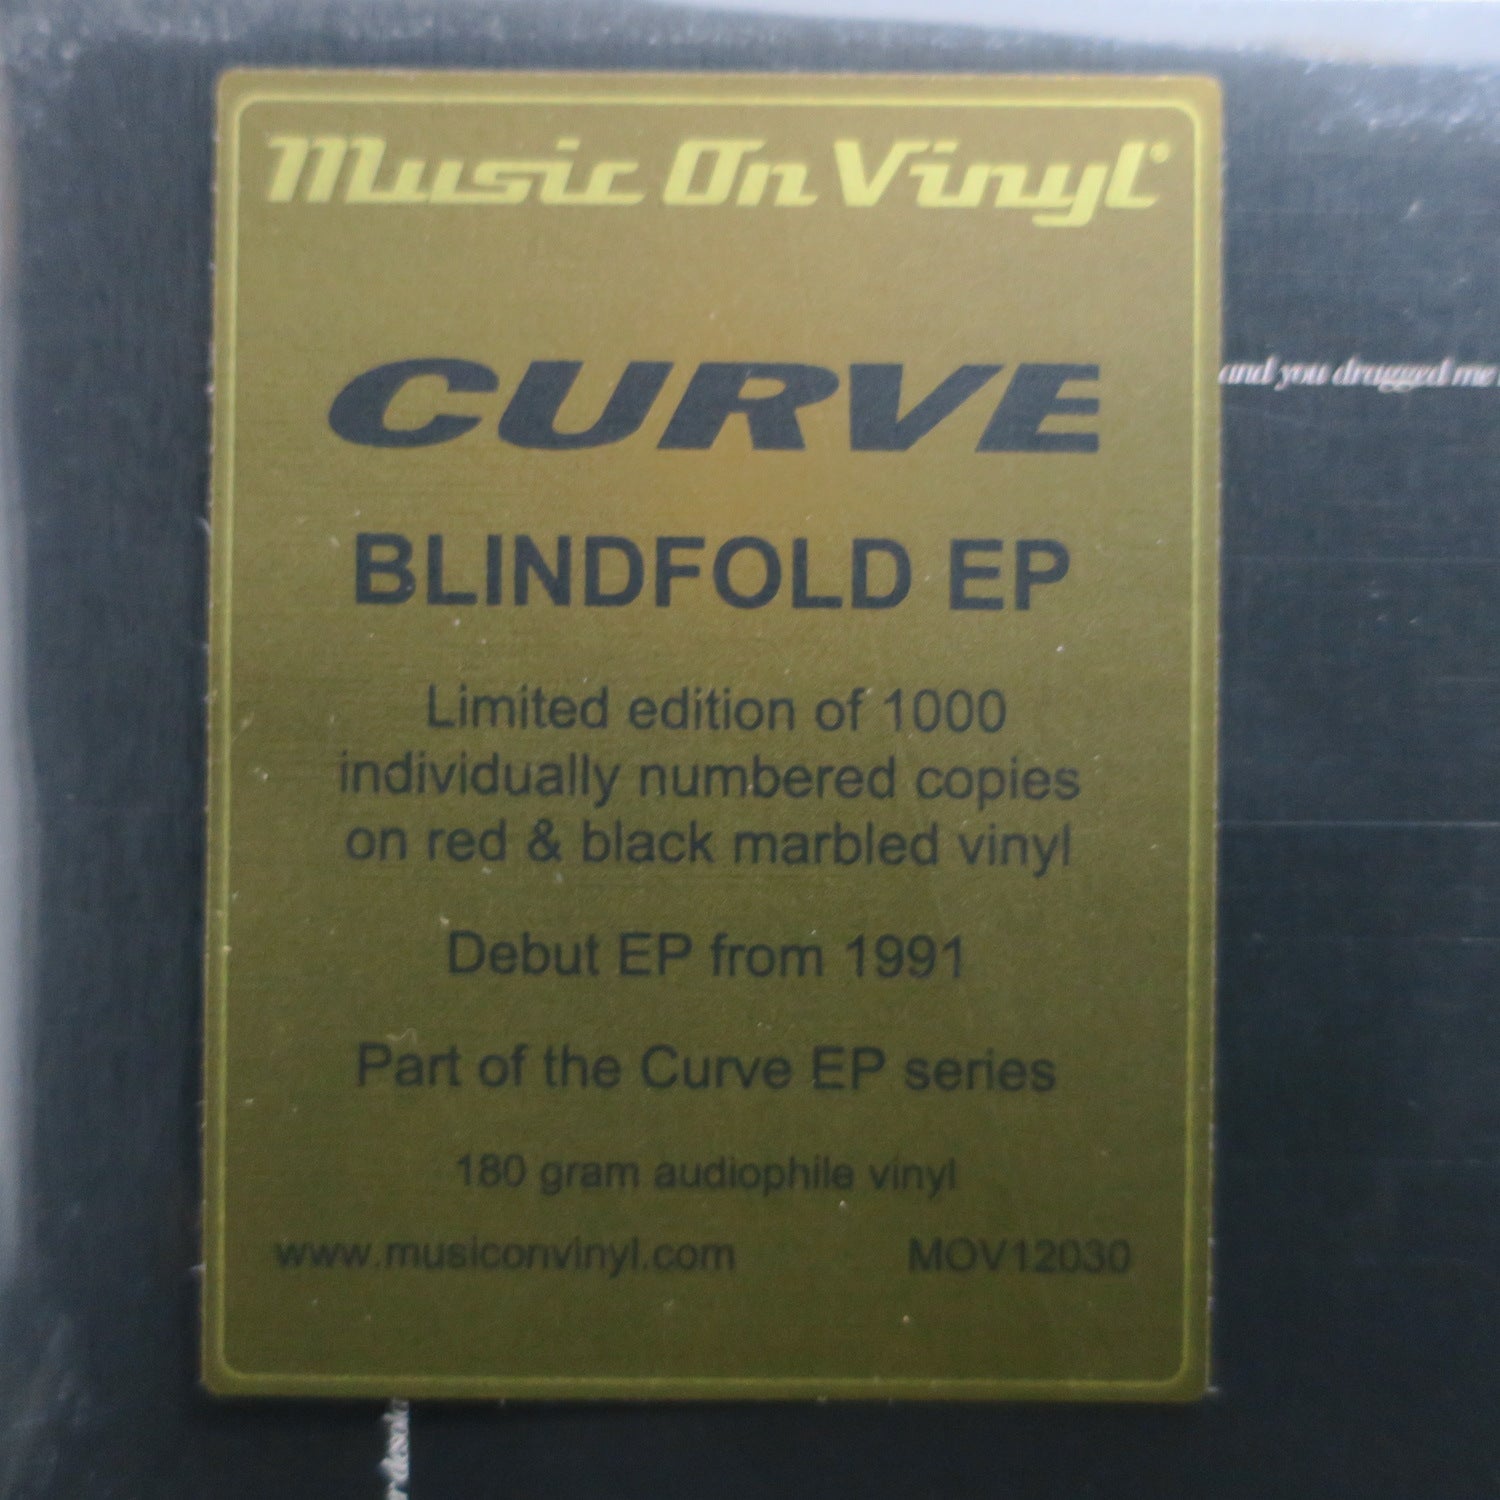 Music On Vinyl
CURVE
and you dragged me
BLINDFOLD EP
Limited edition of 1000
individually numbered copies
on red & black marbled vinyl
Debut EP from 1991
Part of the Curve EP series
180 gram audiophile vinyl
www.musiconvinyl.com MOV12030